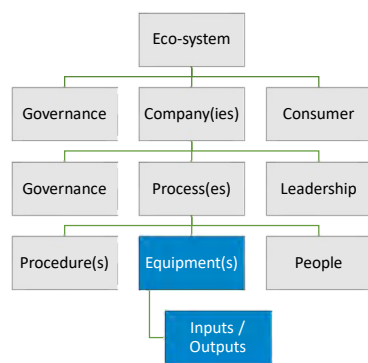 Eco-system
Governance
Company(ies)
Consumer
Governance
Process(es)
Leadership
Procedure(s)
Equipment(s)
People
Inputs /
Outputs